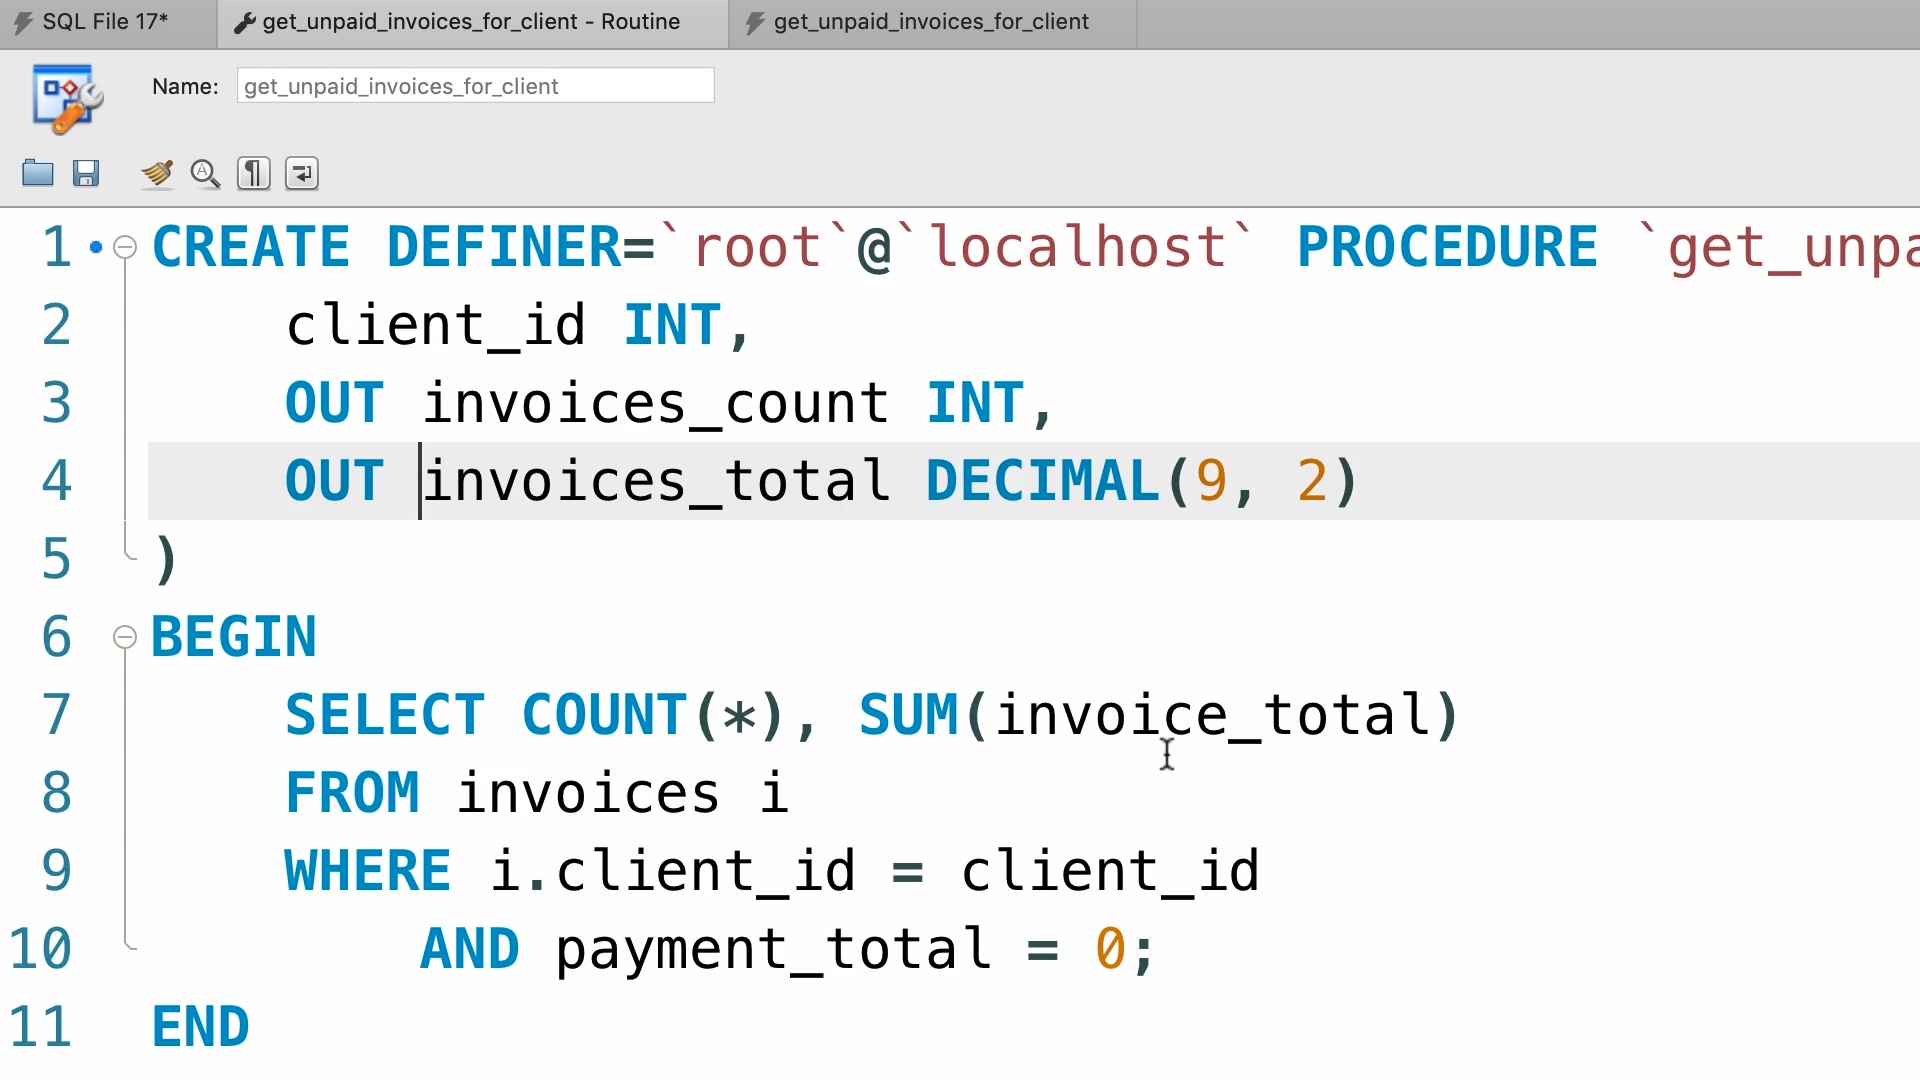 SQL File 17*
get_unpaid_invoices_for_client - Routine
get_unpaid_invoices_for_client
Name: get_unpaid_invoices_for_client
1 CREATE DEFINER=`root`@`localhost` PROCEDURE `get_unpa
2 client_id INT,
3 OUT invoices_count INT,
4 OUT invoices_total DECIMAL(9, 2)
5 )
6 BEGIN
7 SELECT COUNT(*), SUM(invoice_total)
8 FROM invoices i
9 WHERE i.client_id = client_id
10 AND payment_total = 0;
11 END